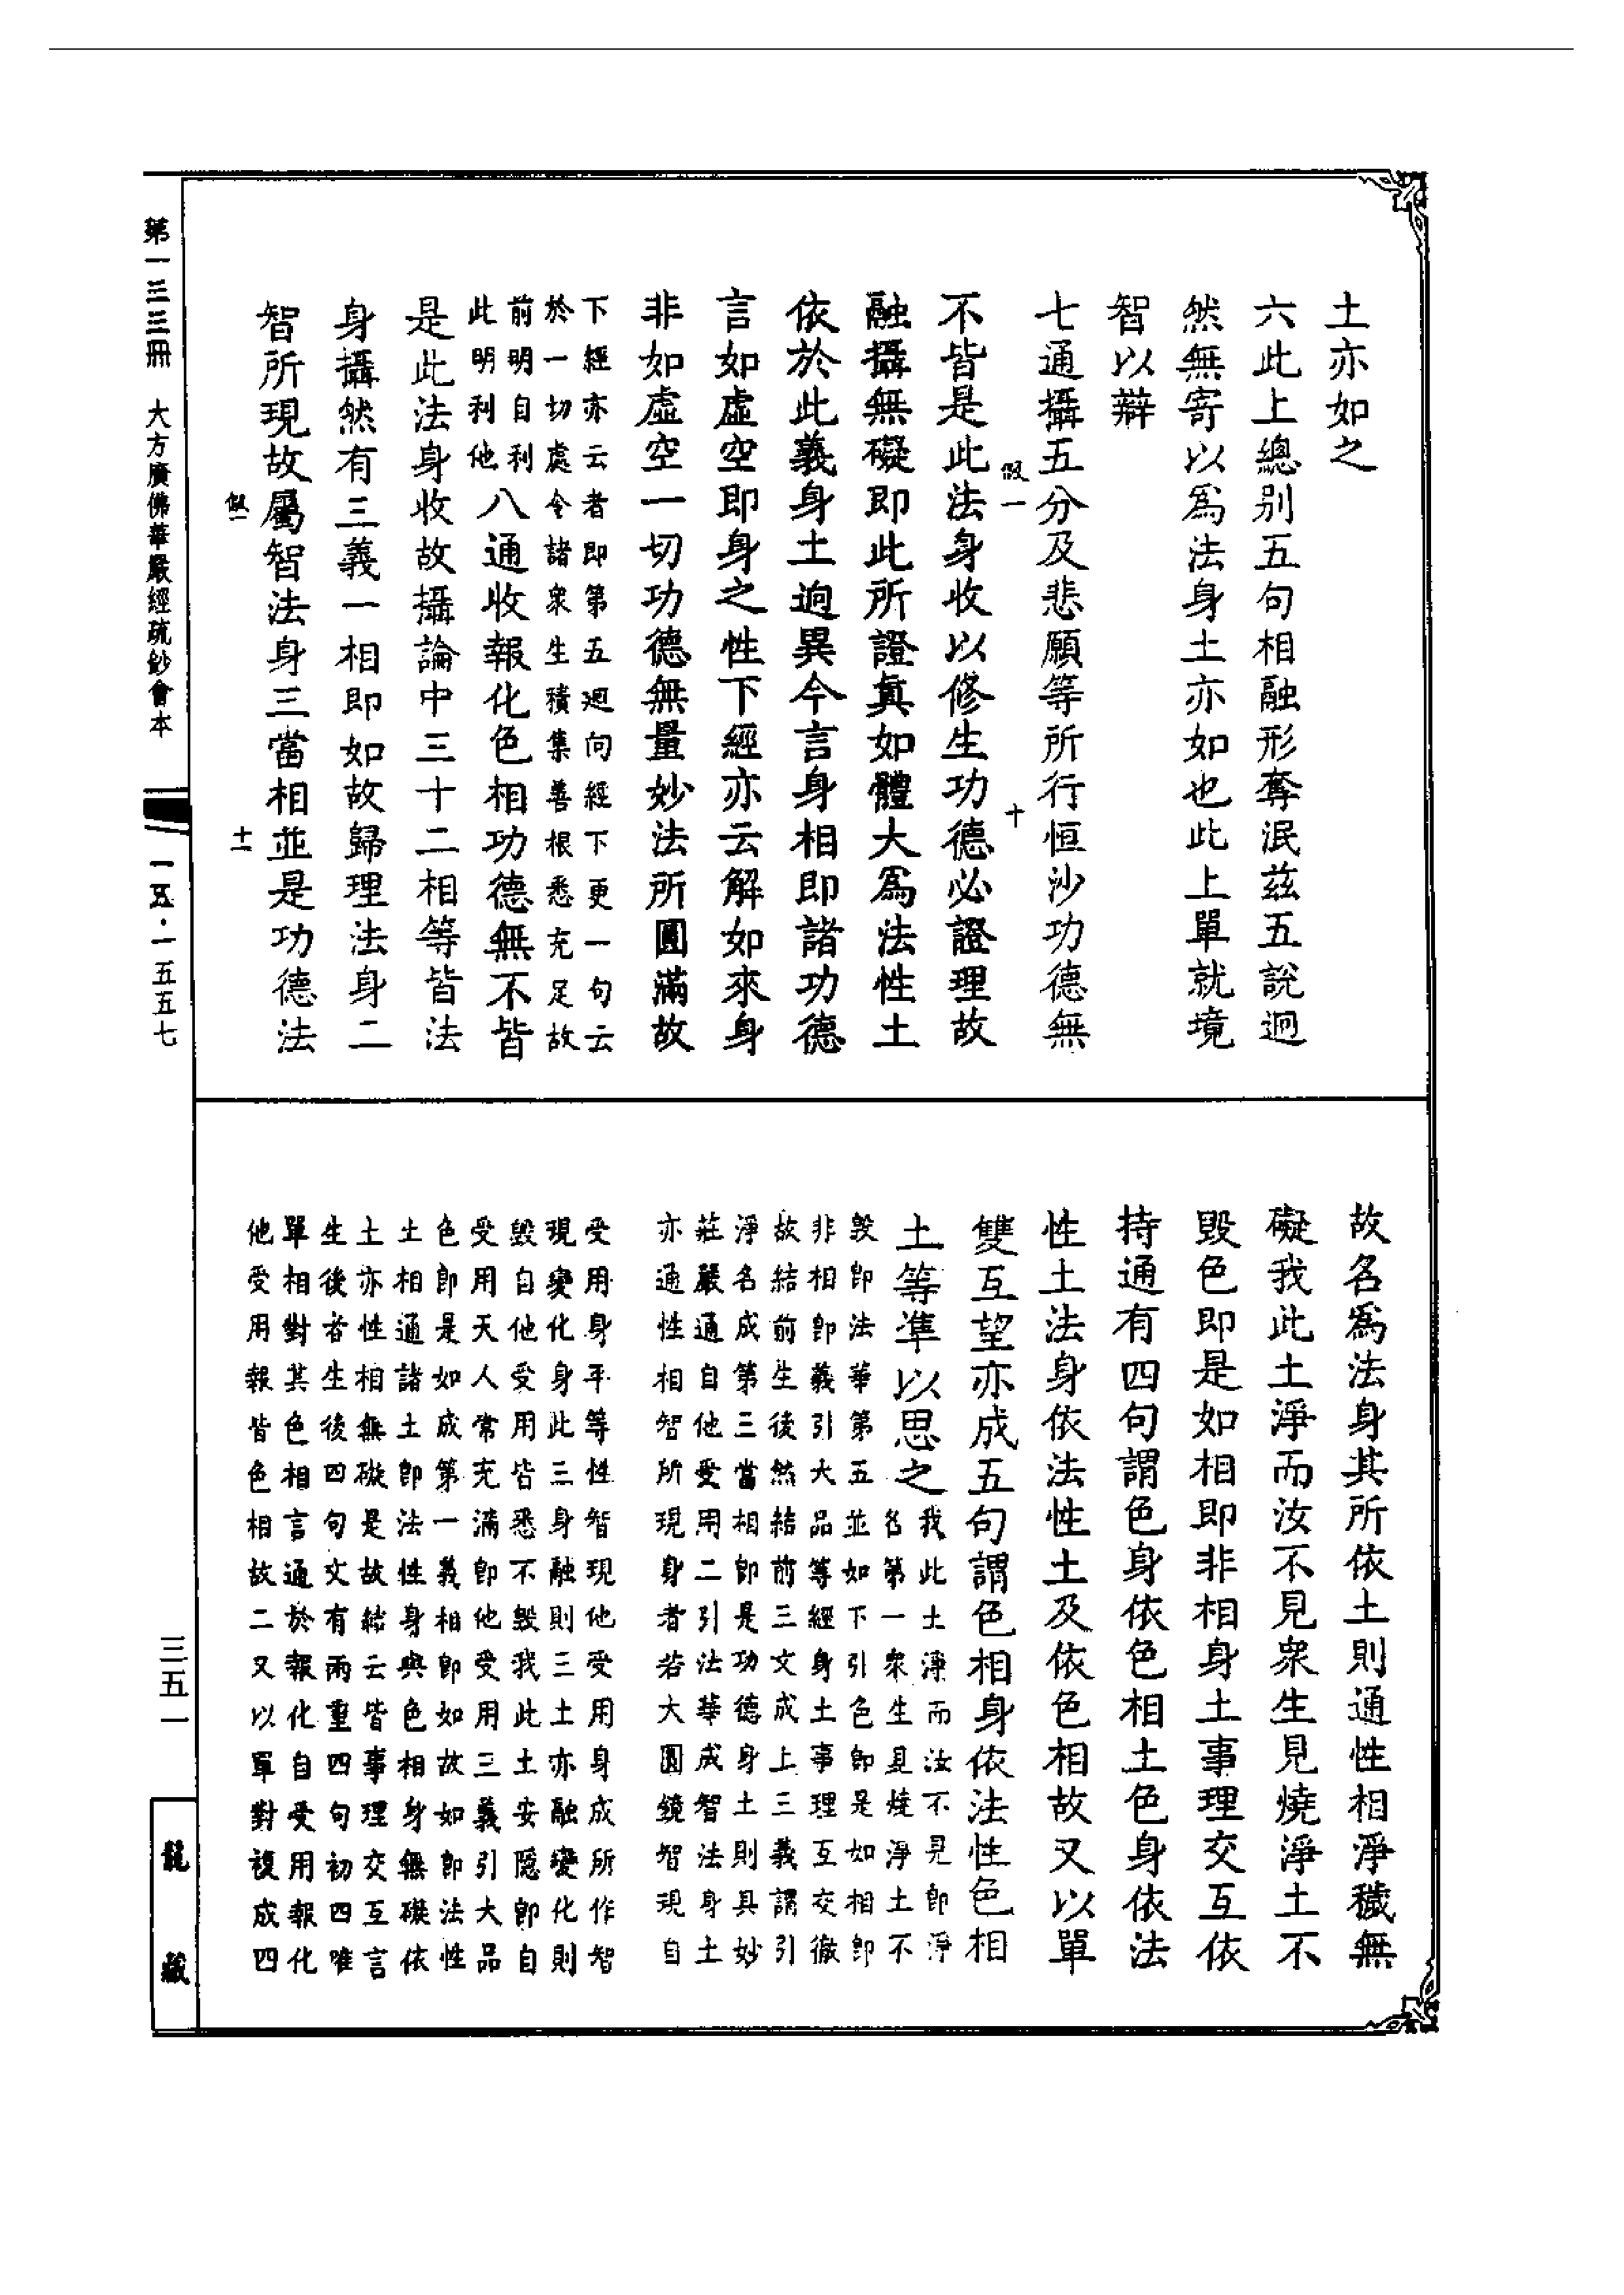 土亦如之
六此上總别五句相融形奪泯茲五說迥
然無寄以爲法身土亦如也此上單就境
智以辯
七通攝五分及悲願等所行恒沙功德無
假一
十
不皆是此法身收以修生功德必證理故
融攝無礙即此所證真如體大爲法性土
依於此義身土逈異今言身相即諸功德
言如虛空即身之性下經亦云解如來身
非如虛空一切功德無量妙法所圓滿故
下經亦云者即第五迴向經下更一句云
於一切處令諸衆生積集善根悉充足故
前明自利
此明利他
八通收報化色相功德無不皆
是此法身收故攝論中三十二相等皆法
身攝然有三義一相即如故歸理法身二
智所現故屬智法身三當相並是功德法
假一
十一
故名爲法身其所依土則通性相淨穢無
礙我此土淨而汝不見衆生見燒淨土不
毀色即是如相即非相身土事理交互依
持通有四句謂色身依色相土色身依法
性土法身依法性土及依色相故又以單
雙互望亦成五句謂色相身依法性色相
土等準以思之
我此土淨而汝不見即淨
名第一衆生見燒淨土不
毀即法華第五並如下引色即是如相即
非相即義引大品等經身土事理互交徹
故結前生後然結前三文成上三義謂引
淨名成第三當相即是功德身土則具妙
莊嚴通自他受用二引法華成智法身土
亦通性相智所現身者若大圓鏡智現自
受用身平等性智現他受用身成所作智
現變化身此三身融則三土亦融變化則
毀自他受用皆悉不毀我此土安隱即自
受用天人常充滿即他受用三義引大品
色即是如成第一義相即如故如即法性
土相通諸土即法性身與色相身無礙依
土亦性相無礙是故結云皆事理交互言
生後者生後四句文有兩重四句初四唯
單相對其色相言通於報化自受用報化
他受用報皆色相故二又以單對複成四
第一三三冊　大方廣佛華嚴經疏鈔會本
一五·一五五七
三五一
龍藏